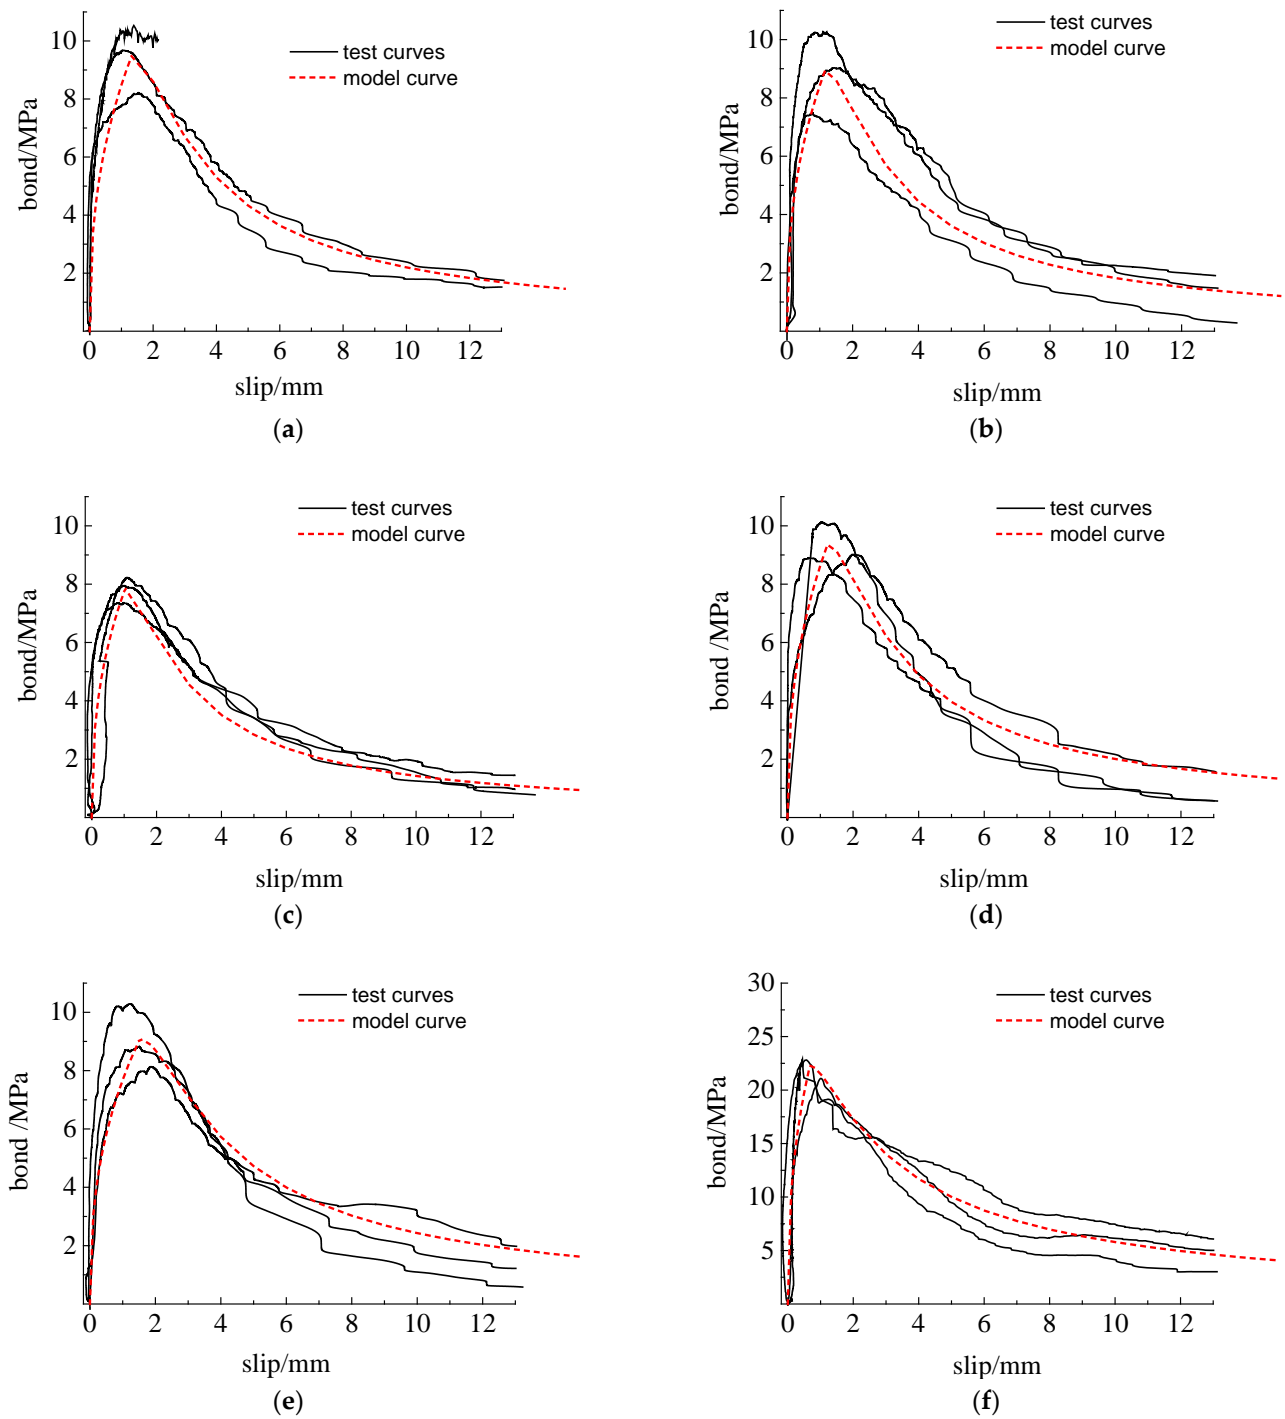 test curves
model curve
bond/MPa
10
8
6
4
2
0 2 4 6 8 10 12
slip/mm
(a)
test curves
model curve
bond/MPa
10
8
6
4
2
0 2 4 6 8 10 12
slip/mm
(b)
test curves
model curve
bond/MPa
10
8
6
4
2
0 2 4 6 8 10 12
slip/mm
(c)
test curves
model curve
bond /MPa
10
8
6
4
2
0 2 4 6 8 10 12
slip/mm
(d)
test curves
model curve
bond /MPa
10
8
6
4
2
0 2 4 6 8 10 12
slip/mm
(e)
test curves
model curve
bond/MPa
30
25
20
15
10
5
0 2 4 6 8 10 12
slip/mm
(f)